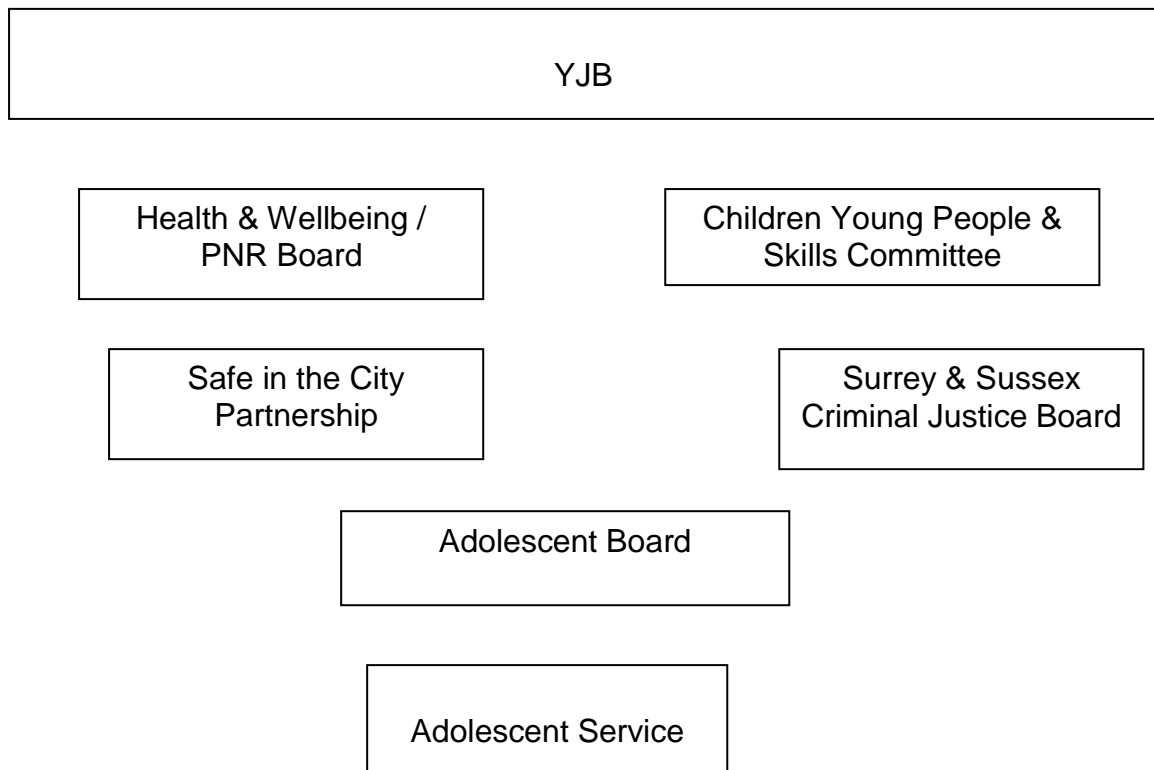 YJB
Health & Wellbeing /
PNR Board
Children Young People &
Skills Committee
Safe in the City
Partnership
Surrey & Sussex
Criminal Justice Board
Adolescent Board
Adolescent Service